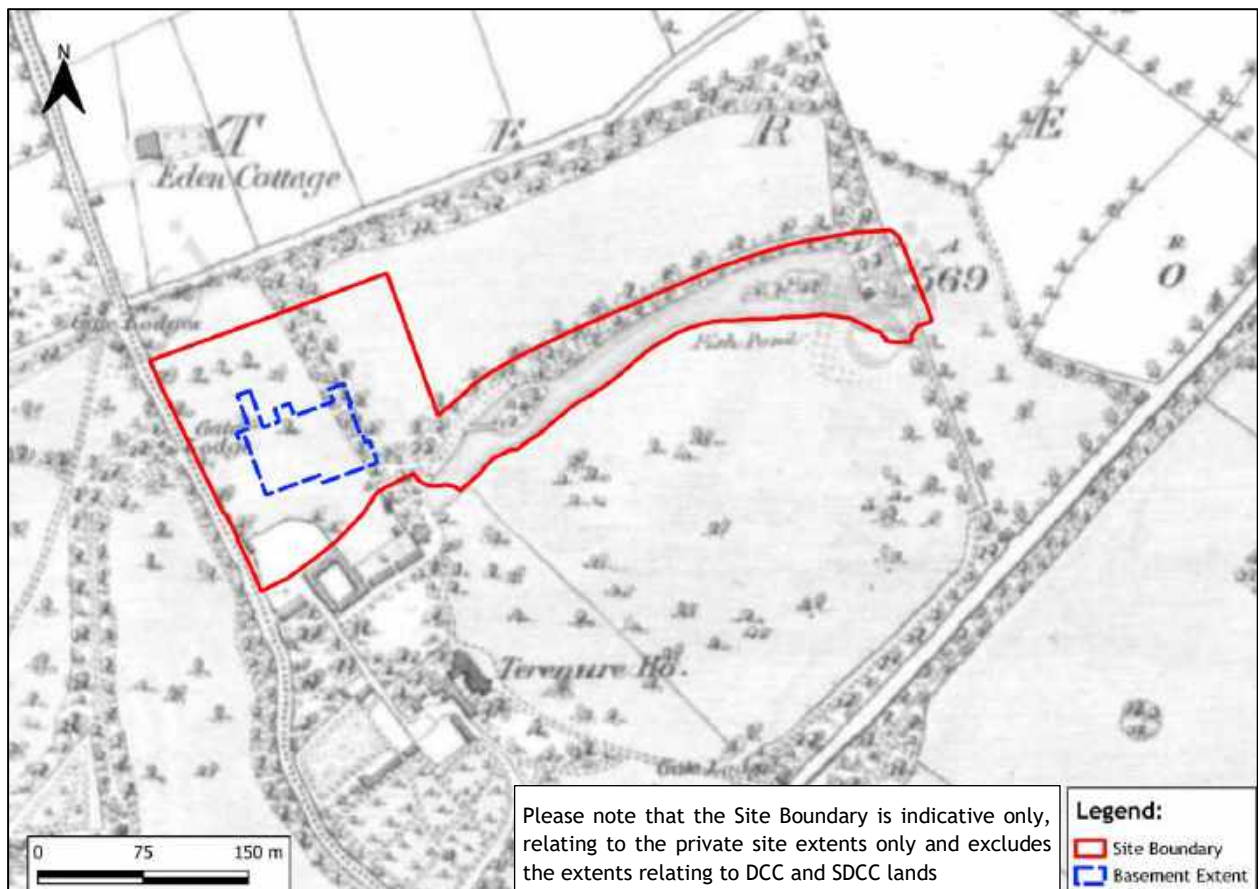 N
T E R E
Eden Cottage
R
O
569
Fish Pond
Gate
Lodge
Terenure Ho.
Gate Lodge
0 75 150 m
Please note that the Site Boundary is indicative only,
relating to the private site extents only and excludes
the extents relating to DCC and SDCC lands
Legend:
Site Boundary
Basement Extent